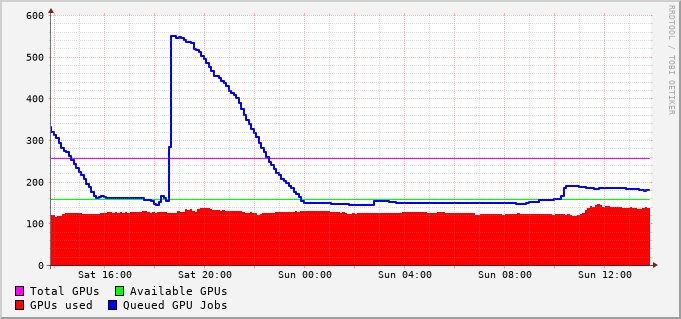 600
500
400
300
200
100
0
Sat 16:00 Sat 20:00 Sun 00:00 Sun 04:00 Sun 08:00 Sun 12:00
Total GPUs Available GPUs
GPUs used Queued GPU Jobs
RRDTOOL / TOBI OETIKER